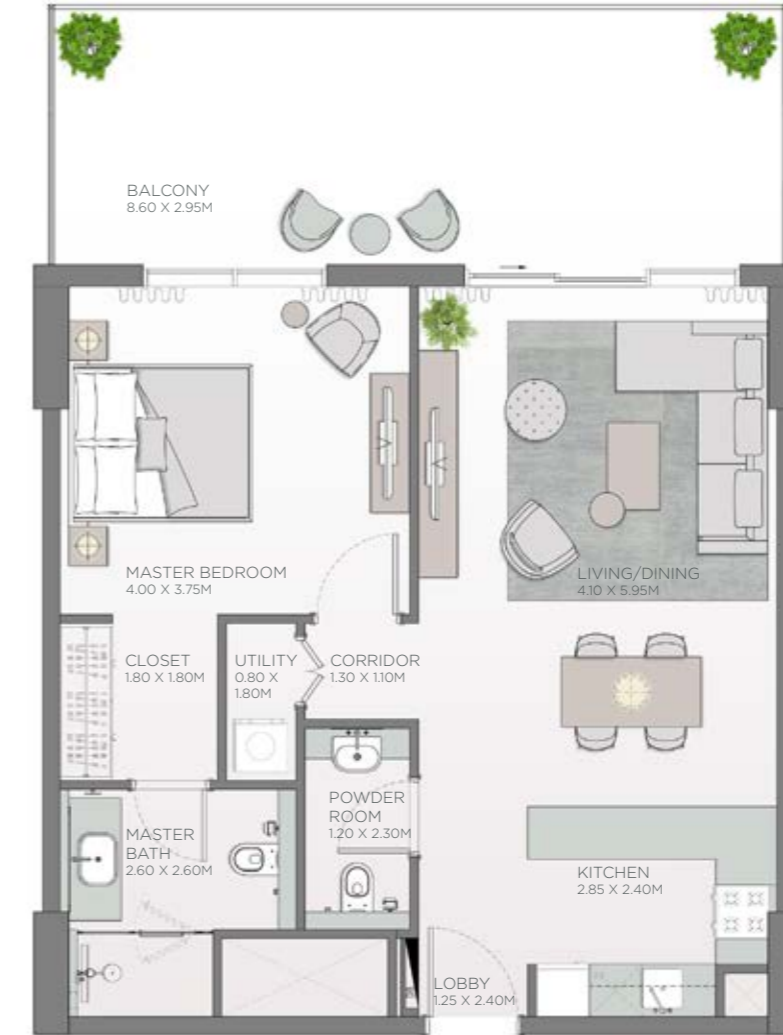 BALCONY
8.60 X 2.95M
MASTER BEDROOM
4.00 X 3.75M
LIVING/DINING
4.10 X 5.95M
CLOSET
1.80 X 1.80M
UTILITY
0.80 X
1.80M
CORRIDOR
1.30 X 1.10M
POWDER
ROOM
1.20 X 2.30M
MASTER
BATH
2.60 X 2.60M
KITCHEN
2.85 X 2.40M
LOBBY
1.25 X 2.40M